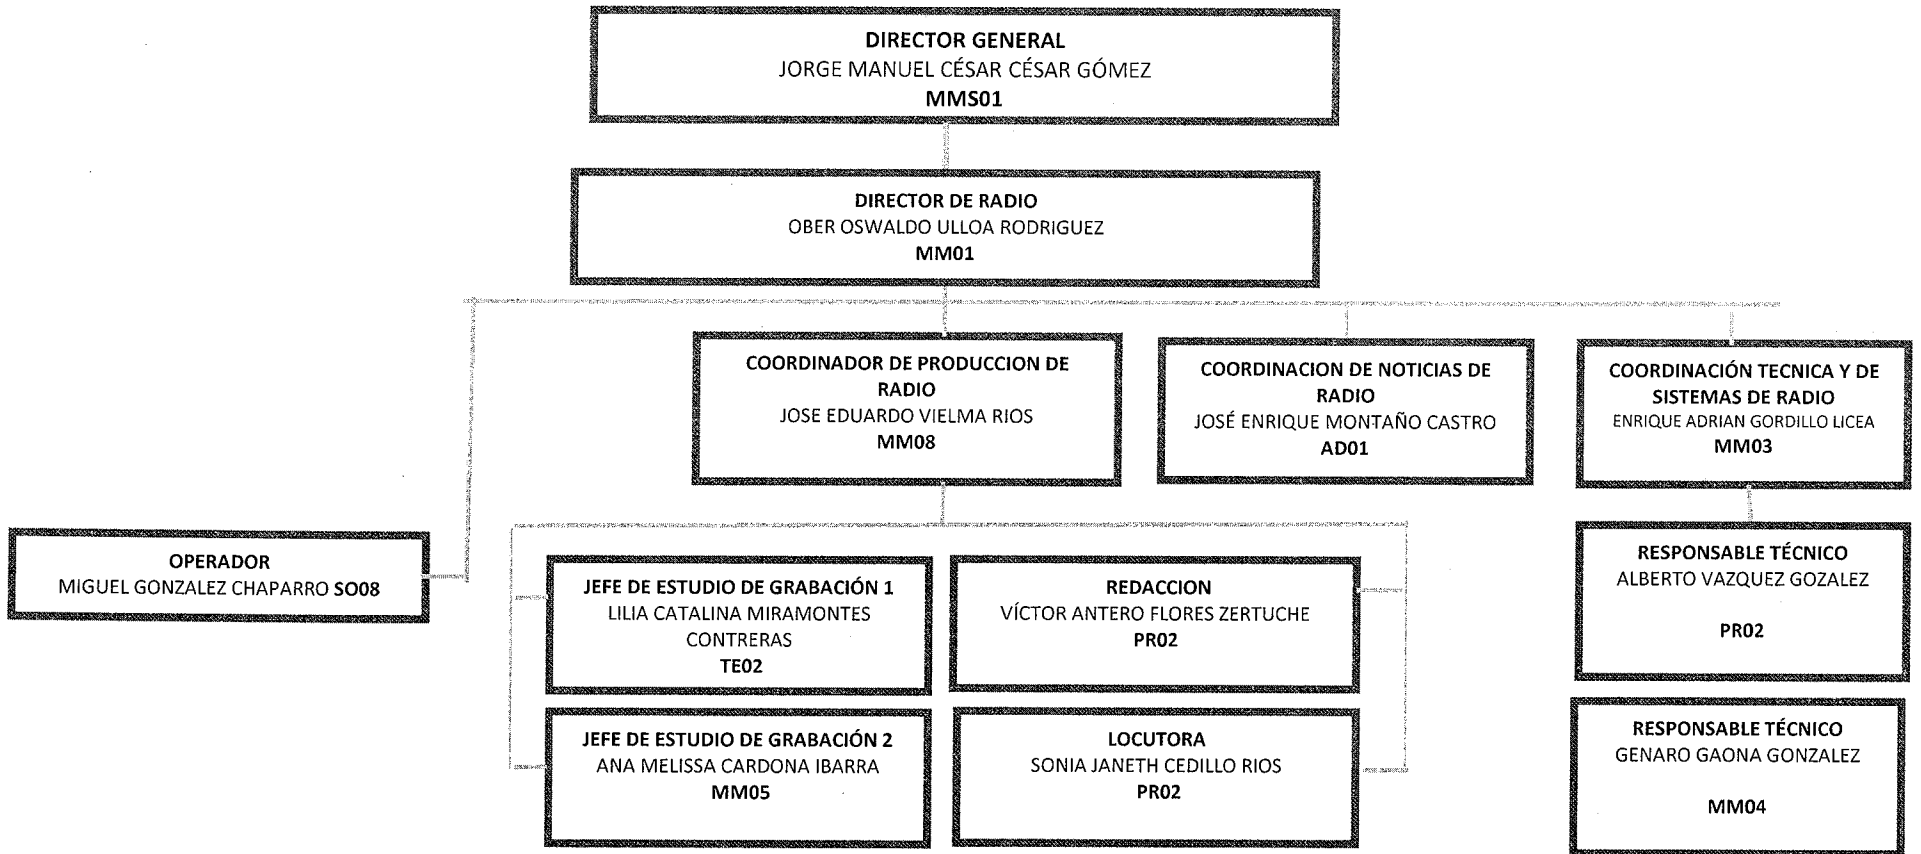 DIRECTOR GENERAL
JORGE MANUEL CÉSAR CÉSAR GÓMEZ
MMS01
DIRECTOR DE RADIO
OBER OSWALDO ULLOA RODRIGUEZ
MM01
COORDINADOR DE PRODUCCION DE
RADIO
JOSE EDUARDO VIELMA RIOS
MM08
COORDINACION DE NOTICIAS DE
RADIO
JOSÉ ENRIQUE MONTAÑO CASTRO
AD01
COORDINACIÓN TECNICA Y DE
SISTEMAS DE RADIO
ENRIQUE ADRIAN GORDILLO LICEA
MM03
OPERADOR
MIGUEL GONZALEZ CHAPARRO SO08
JEFE DE ESTUDIO DE GRABACIÓN 1
LILIA CATALINA MIRAMONTES
CONTRERAS
TE02
REDACCION
VÍCTOR ANTERO FLORES ZERTUCHE
PR02
RESPONSABLE TÉCNICO
ALBERTO VAZQUEZ GOZALEZ
PR02
JEFE DE ESTUDIO DE GRABACIÓN 2
ANA MELISSA CARDONA IBARRA
MM05
LOCUTORA
SONIA JANETH CEDILLO RIOS
PR02
RESPONSABLE TÉCNICO
GENARO GAONA GONZALEZ
MM04